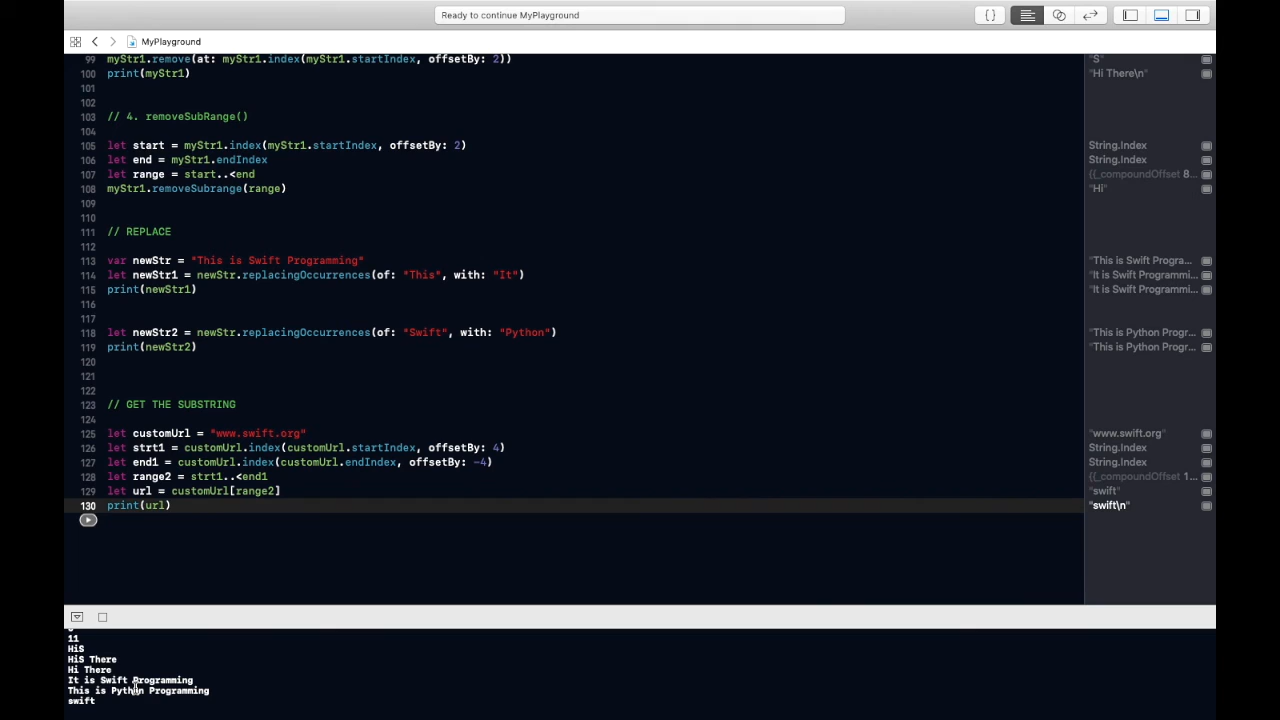 Ready to continue MyPlayground
{}
MyPlayground
99 myStr1.remove(at: myStr1.index(myStr1.startIndex, offsetBy: 2)) "S"
100 print(myStr1) "Hi There\n"
101
102
103 // 4. removeSubRange()
104
105 let start = myStr1.index(myStr1.startIndex, offsetBy: 2) String.Index
106 let end = myStr1.endIndex String.Index
107 let range = start..<end {{_compoundOffset 8...
108 myStr1.removeSubrange(range) "Hi"
109
110
111 // REPLACE
112
113 var newStr = "This is Swift Programming" "This is Swift Progra...
114 let newStr1 = newStr.replacingOccurrences(of: "This", with: "It") "It is Swift Programmi...
115 print(newStr1) "It is Swift Programmi...
116
117
118 let newStr2 = newStr.replacingOccurrences(of: "Swift", with: "Python") "This is Python Progr...
119 print(newStr2) "This is Python Progr...
120
121
122
123 // GET THE SUBSTRING
124
125 let customUrl = "www.swift.org" "www.swift.org"
126 let strt1 = customUrl.index(customUrl.startIndex, offsetBy: 4) String.Index
127 let end1 = customUrl.index(customUrl.endIndex, offsetBy: -4) String.Index
128 let range2 = strt1..<end1 {{_compoundOffset 1...
129 let url = customUrl[range2] "swift"
130 print(url) "swift\n"
11
HiS
HiS There
Hi There
It is Swift Programming
This is Python Programming
swift